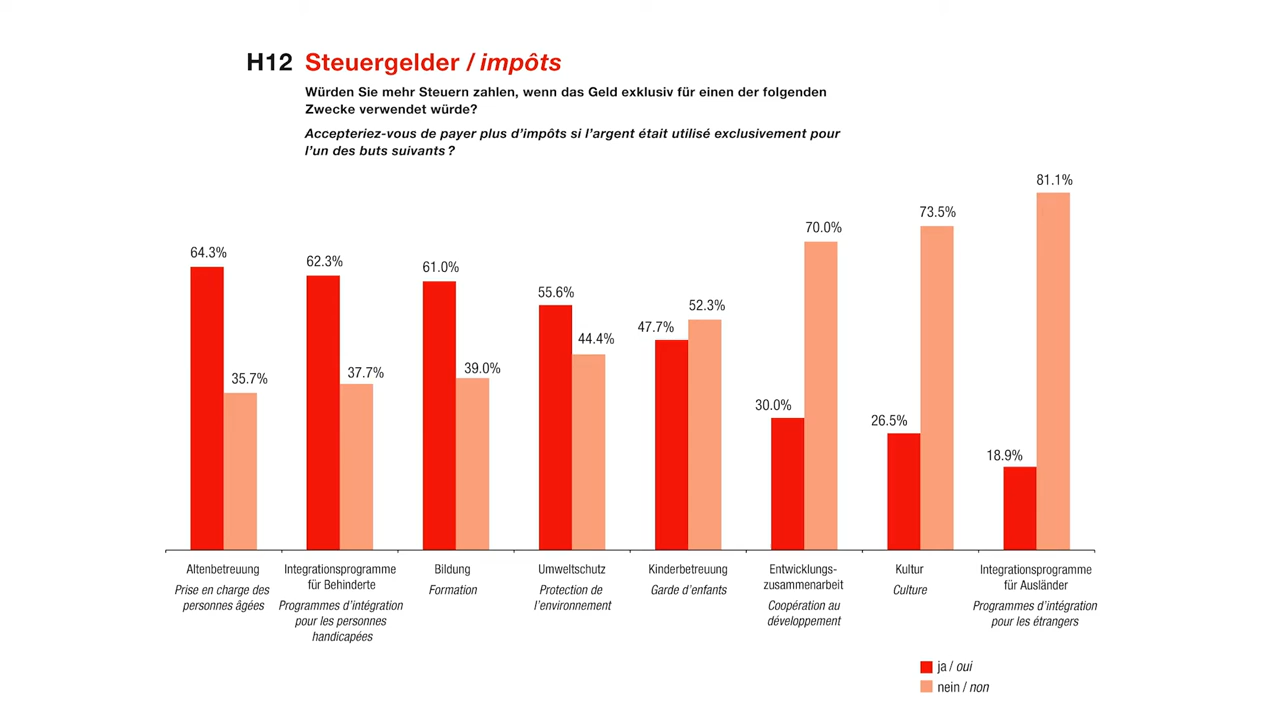 H12 Steuergelder / impôts
Würden Sie mehr Steuern zahlen, wenn das Geld exklusiv für einen der folgenden
Zwecke verwendet würde?
Accepteriez-vous de payer plus d’impôts si l’argent était utilisé exclusivement pour
l’un des buts suivants ?
64.3%
35.7%
62.3%
37.7%
61.0%
39.0%
55.6%
44.4%
47.7%
52.3%
30.0%
70.0%
26.5%
73.5%
18.9%
81.1%
Altenbetreuung
Prise en charge des
personnes âgées
Integrationsprogramme
für Behinderte
Programmes d’intégration
pour les personnes
handicapées
Bildung
Formation
Umweltschutz
Protection de
l’environnement
Kinderbetreuung
Garde d’enfants
Entwicklungs-
zusammenarbeit
Coopération au
développement
Kultur
Culture
Integrationsprogramme
für Ausländer
Programmes d’intégration
pour les étrangers
ja / oui
nein / non